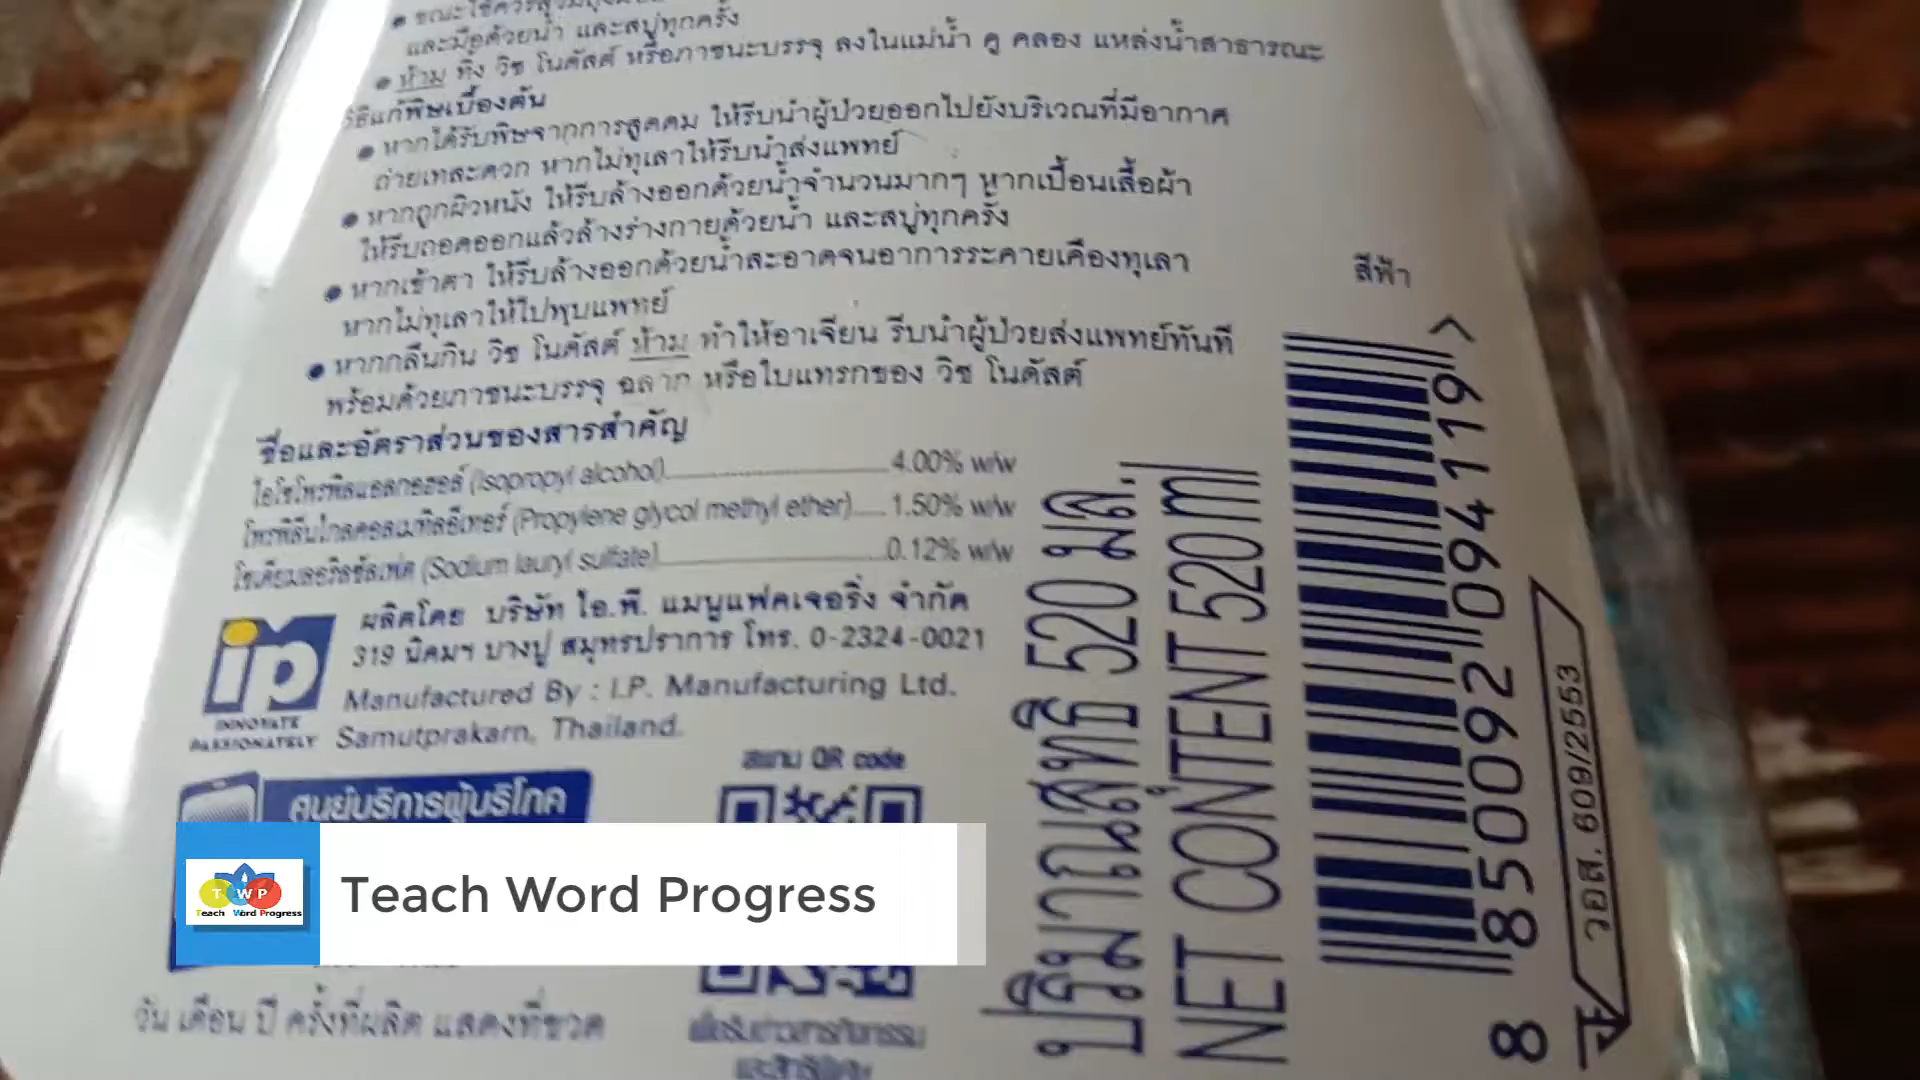 และมือด้วยน้ำ และสบู่ทุกครั้ง
● ห้าม ทิ้ง วิซ โนดัสต์ หรือภาชนะบรรจุ ลงในแม่น้ำ คู คลอง แหล่งน้ำสาธารณะ
วิธีแก้พิษเบื้องต้น
● หากได้รับพิษจากการสูดดม ให้รีบนำผู้ป่วยออกไปยังบริเวณที่มีอากาศ
ถ่ายเทสะดวก หากไม่ทุเลาให้รีบนำส่งแพทย์
● หากถูกผิวหนัง ให้รีบล้างออกด้วยน้ำจำนวนมากๆ หากเปื้อนเสื้อผ้า
ให้รีบถอดออกแล้วล้างร่างกายด้วยน้ำ และสบู่ทุกครั้ง
● หากเข้าตา ให้รีบล้างออกด้วยน้ำสะอาดจนอาการระคายเคืองทุเลา
หากไม่ทุเลาให้ไปพบแพทย์
● หากกลืนกิน วิซ โนดัสต์ ห้าม ทำให้อาเจียน รีบนำผู้ป่วยส่งแพทย์ทันที
พร้อมด้วยภาชนะบรรจุ ฉลาก หรือใบแทรกของ วิซ โนดัสต์
ชื่อและอัตราส่วนของสารสำคัญ
ไอโซโพรพิลแอลกอฮอล์ (Isopropyl alcohol) 4.00% w/w
โพรพิลีนไกลคอลเมทิลอีเทอร์ (Propylene glycol methyl ether) 1.50% w/w
โซเดียมลอริลซัลเฟต (Sodium lauryl sulfate) 0.12% w/w
ip
INNOVATE
PASSIONATELY
ผลิตโดย บริษัท ไอ.พี. แมนูแฟคเจอริ่ง จำกัด
319 นิคมฯ บางปู สมุทรปราการ โทร. 0-2324-0021
Manufactured By : I.P. Manufacturing Ltd.
Samutprakarn, Thailand.
ศูนย์บริการผู้บริโภค
สแกน QR code
T W P
Teach Word Progress
Teach Word Progress
วัน เดือน ปี ครั้งที่ผลิต แสดงที่ขวด
ปริมาณสุทธิ 520 มล.
NET CONTENT 520 ml
สีฟ้า
8 850092 094119 >
วอส. 609/2553